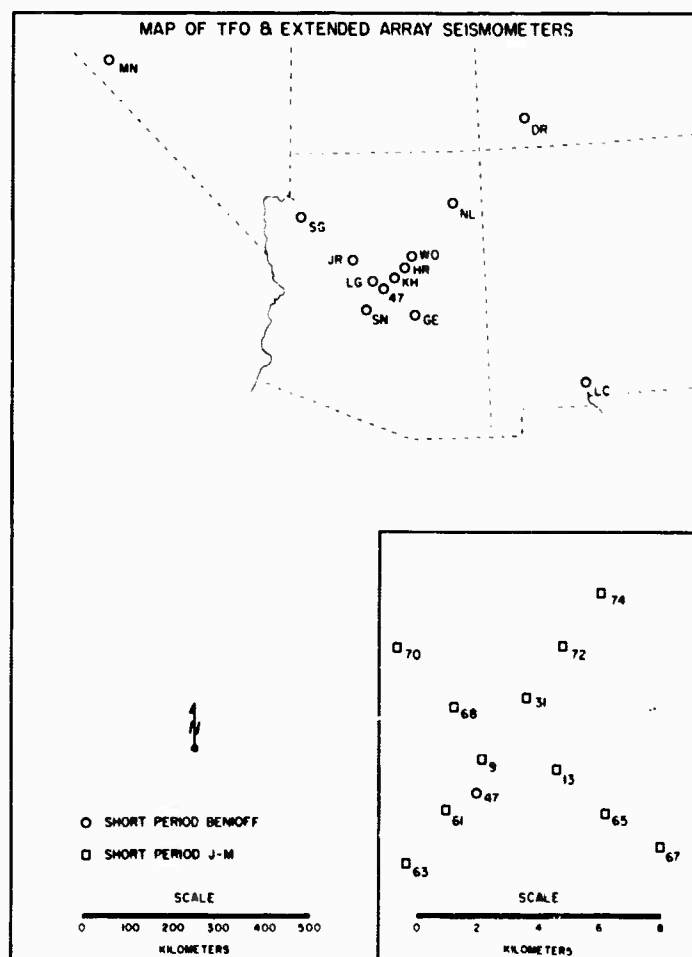 MAP OF TFO & EXTENDED ARRAY SEISMOMETERS
MN
DR
NL
SG
JR
WO
HR
KH
LG
47
SN
GE
LC
74
70
72
31
68
9
13
47
61
65
67
63
N
SHORT PERIOD BENIOFF
SHORT PERIOD J-M
SCALE
0 100 200 300 400 500
KILOMETERS
SCALE
0 2 4 6 8
KILOMETERS